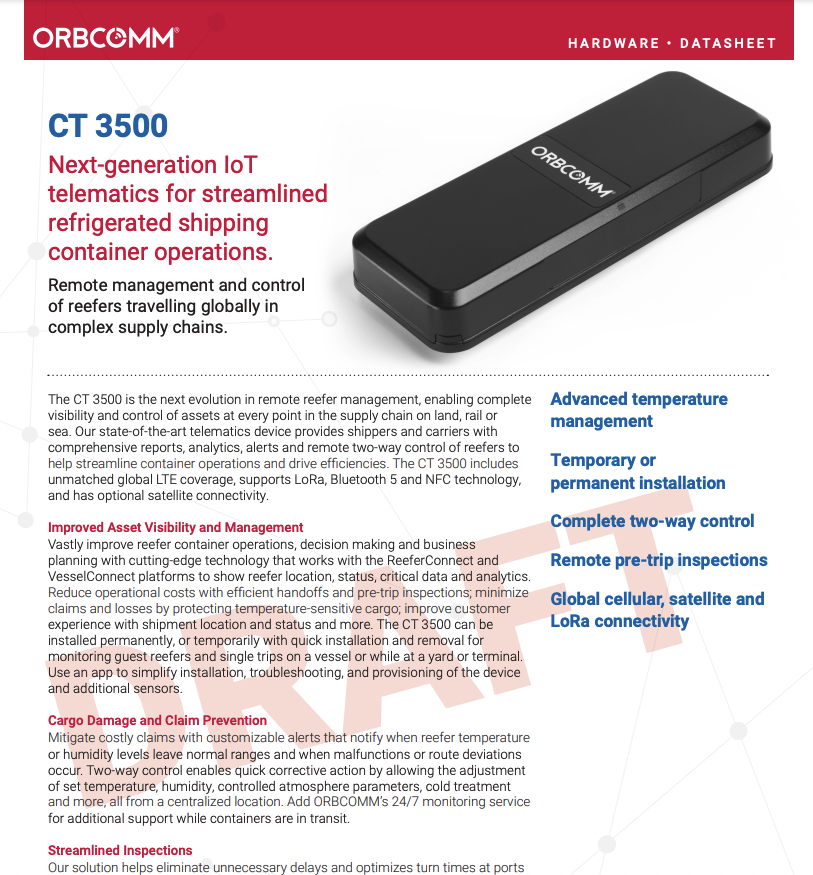 ORBCOMM®
HARDWARE • DATASHEET
CT 3500
Next-generation IoT
telematics for streamlined
refrigerated shipping
container operations.
Remote management and control
of reefers travelling globally in
complex supply chains.
ORBCOMM
The CT 3500 is the next evolution in remote reefer management, enabling complete
visibility and control of assets at every point in the supply chain on land, rail or
sea. Our state-of-the-art telematics device provides shippers and carriers with
comprehensive reports, analytics, alerts and remote two-way control of reefers to
help streamline container operations and drive efficiencies. The CT 3500 includes
unmatched global LTE coverage, supports LoRa, Bluetooth 5 and NFC technology,
and has optional satellite connectivity.
Improved Asset Visibility and Management
Vastly improve reefer container operations, decision making and business
planning with cutting-edge technology that works with the ReeferConnect and
VesselConnect platforms to show reefer location, status, critical data and analytics.
Reduce operational costs with efficient handoffs and pre-trip inspections; minimize
claims and losses by protecting temperature-sensitive cargo; improve customer
experience with shipment location and status and more. The CT 3500 can be
installed permanently, or temporarily with quick installation and removal for
monitoring guest reefers and single trips on a vessel or while at a yard or terminal.
Use an app to simplify installation, troubleshooting, and provisioning of the device
and additional sensors.
Cargo Damage and Claim Prevention
Mitigate costly claims with customizable alerts that notify when reefer temperature
or humidity levels leave normal ranges and when malfunctions or route deviations
occur. Two-way control enables quick corrective action by allowing the adjustment
of set temperature, humidity, controlled atmosphere parameters, cold treatment
and more, all from a centralized location. Add ORBCOMM's 24/7 monitoring service
for additional support while containers are in transit.
Streamlined Inspections
Our solution helps eliminate unnecessary delays and optimizes turn times at ports
Advanced temperature
management
Temporary or
permanent installation
Complete two-way control
Remote pre-trip inspections
Global cellular, satellite and
LoRa connectivity
DRAFT